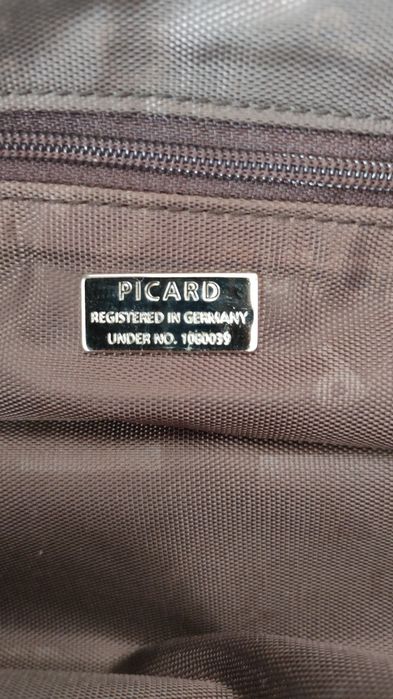 PICARD
REGISTERED IN GERMANY
UNDER NO. 1060039